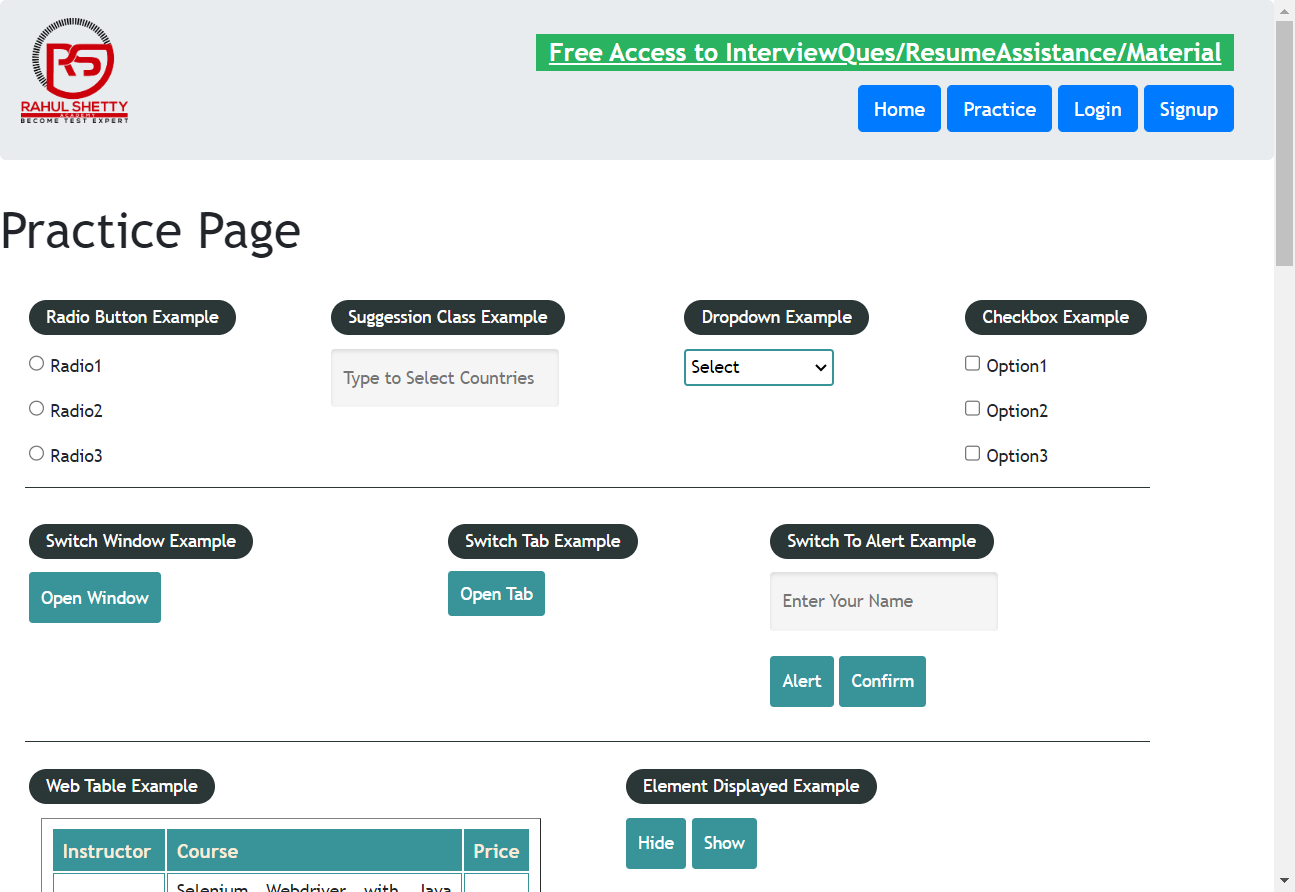 RAHUL SHETTY
ACADEMY
BECOME TEST EXPERT
Free Access to InterviewQues/ResumeAssistance/Material
Home Practice Login Signup
Practice Page
Radio Button Example
Radio1
Radio2
Radio3
Suggession Class Example
Type to Select Countries
Dropdown Example
Select
Checkbox Example
Option1
Option2
Option3
Switch Window Example
Open Window
Switch Tab Example
Open Tab
Switch To Alert Example
Enter Your Name
Alert Confirm
Web Table Example
Instructor Course Price
Selenium Webdriver with Java
Element Displayed Example
Hide Show